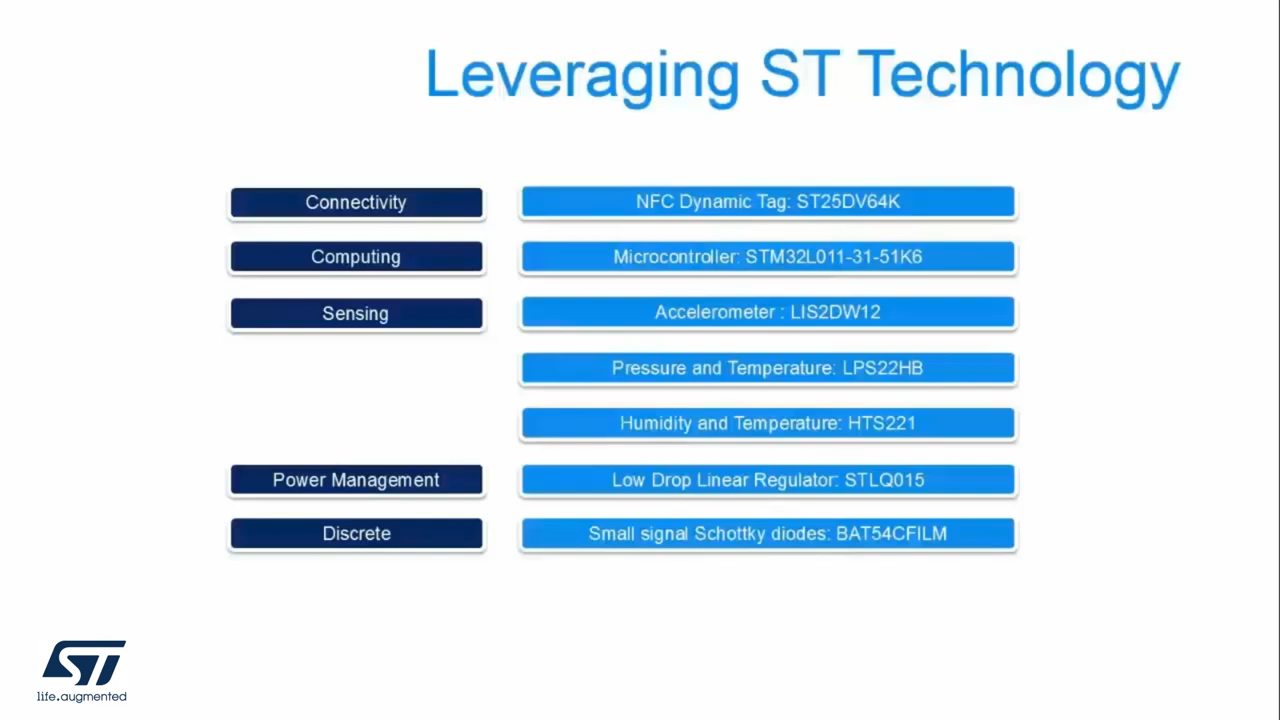 Leveraging ST Technology
Connectivity
NFC Dynamic Tag: ST25DV64K
Computing
Microcontroller: STM32L011-31-51K6
Sensing
Accelerometer : LIS2DW12
Pressure and Temperature: LPS22HB
Humidity and Temperature: HTS221
Power Management
Low Drop Linear Regulator: STLQ015
Discrete
Small signal Schottky diodes: BAT54CFILM
ST
life.augmented